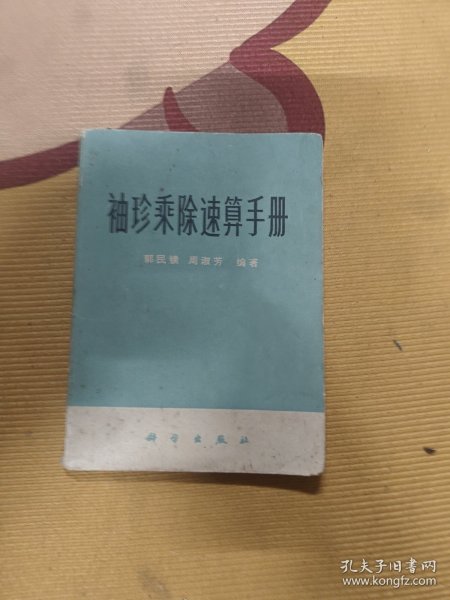 袖珍乘除速算手册
郭民 周淑芳 编著
科学出版社
孔夫子旧书网
www.kongfz.com